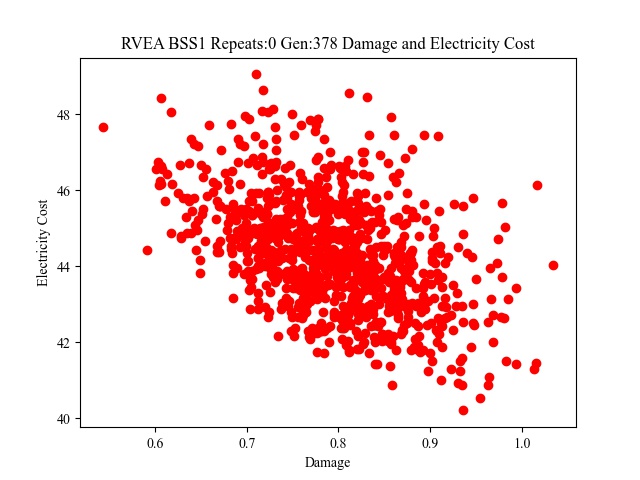 RVEA BSS1 Repeats:0 Gen:378 Damage and Electricity Cost
48
46
44
42
40
Electricity Cost
0.6 0.7 0.8 0.9 1.0
Damage